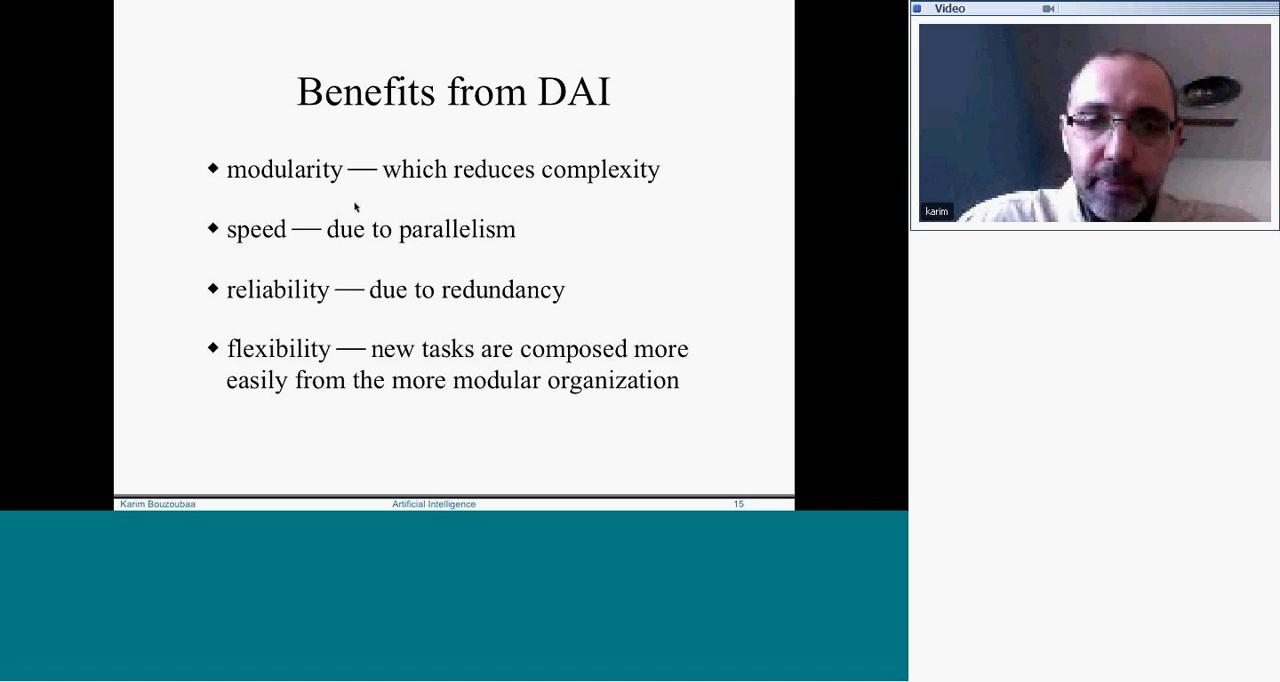 Benefits from DAI
◆ modularity — which reduces complexity
◆ speed — due to parallelism
◆ reliability — due to redundancy
◆ flexibility — new tasks are composed more
easily from the more modular organization
Karim Bouzoubaa Artificial Intelligence 15
Video
karim